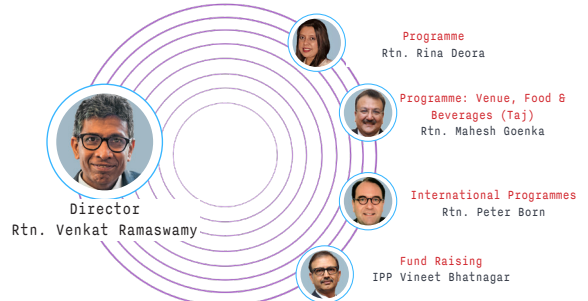 Programme
Rtn. Rina Deora
Programme: Venue, Food &
Beverages (Taj)
Rtn. Mahesh Goenka
Director
Rtn. Venkat Ramaswamy
International Programmes
Rtn. Peter Born
Fund Raising
IPP Vineet Bhatnagar